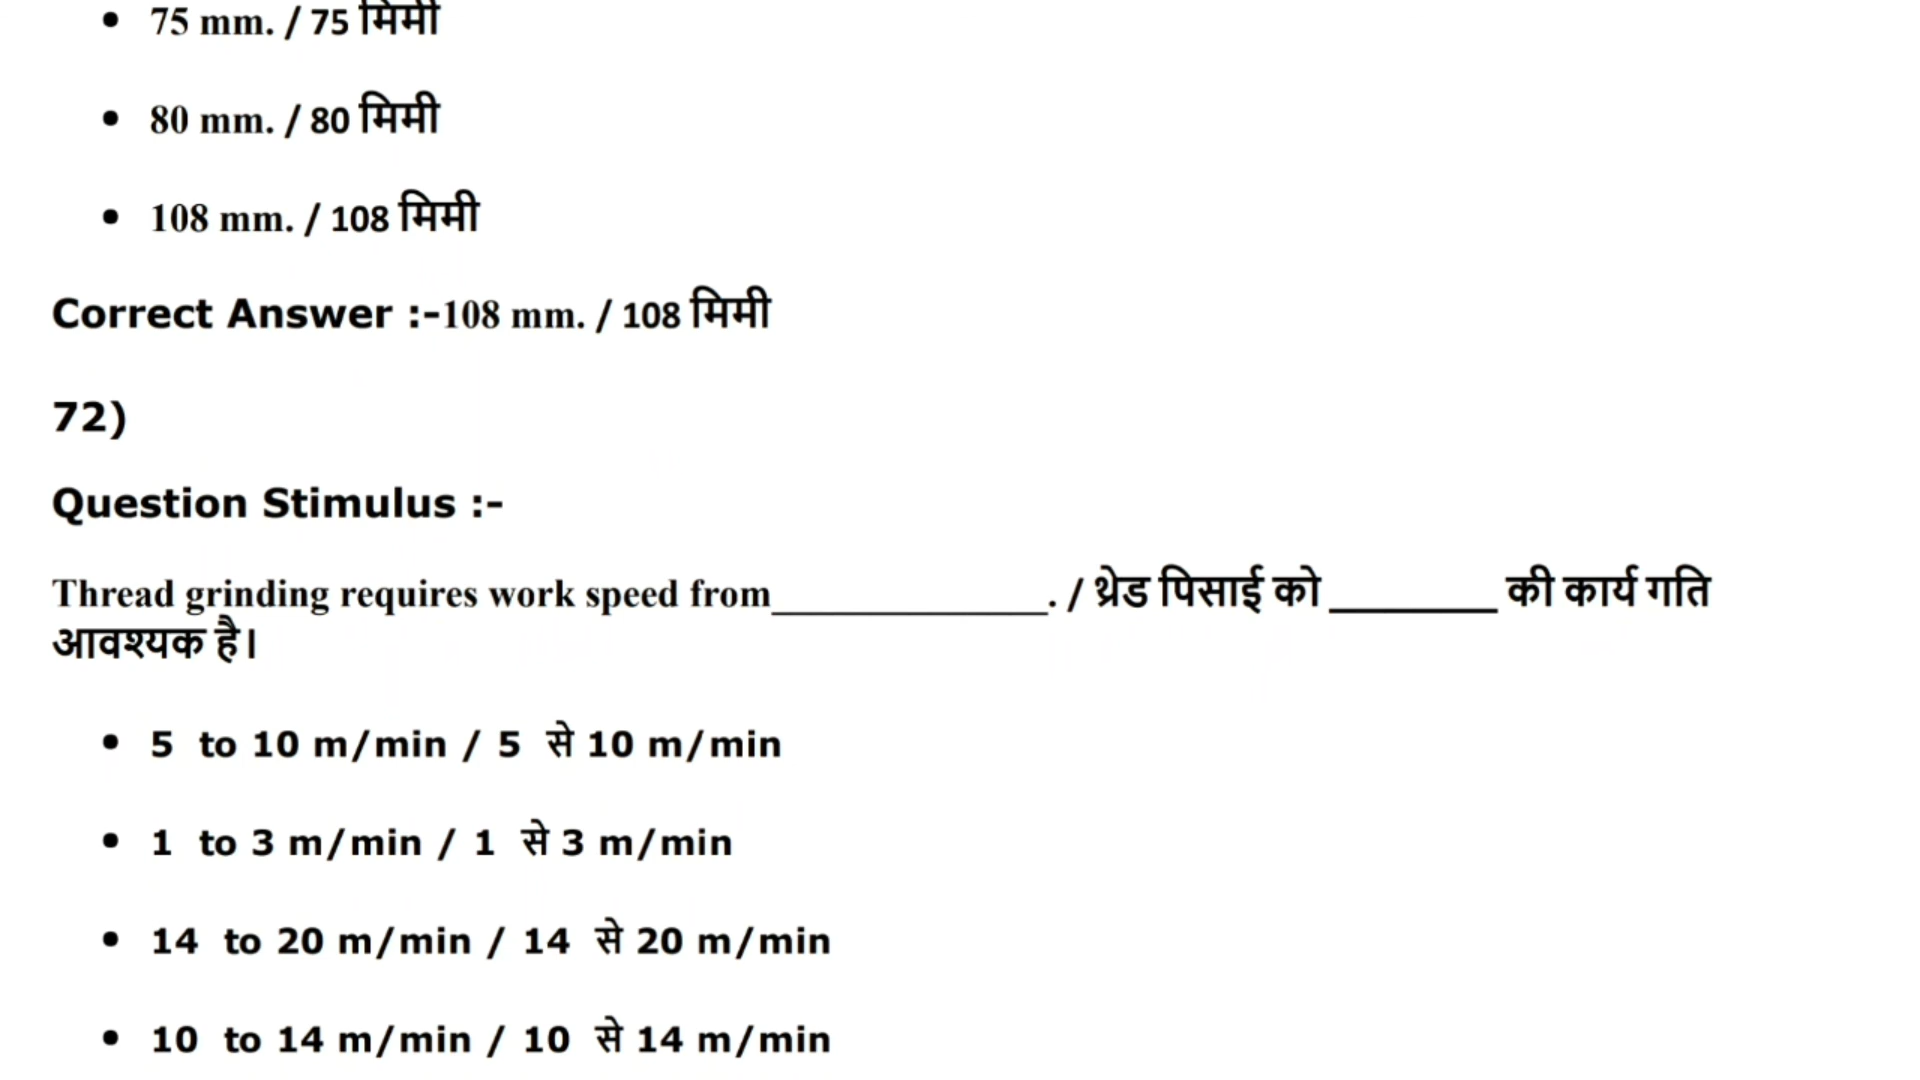 • 75 mm. / 75 मिमी
• 80 mm. / 80 मिमी
• 108 mm. / 108 मिमी
Correct Answer :-108 mm. / 108 मिमी
72)
Question Stimulus :-
Thread grinding requires work speed from______________. / थ्रेड पिसाई को ________ की कार्य गति
आवश्यक है।
• 5 to 10 m/min / 5 से 10 m/min
• 1 to 3 m/min / 1 से 3 m/min
• 14 to 20 m/min / 14 से 20 m/min
• 10 to 14 m/min / 10 से 14 m/min